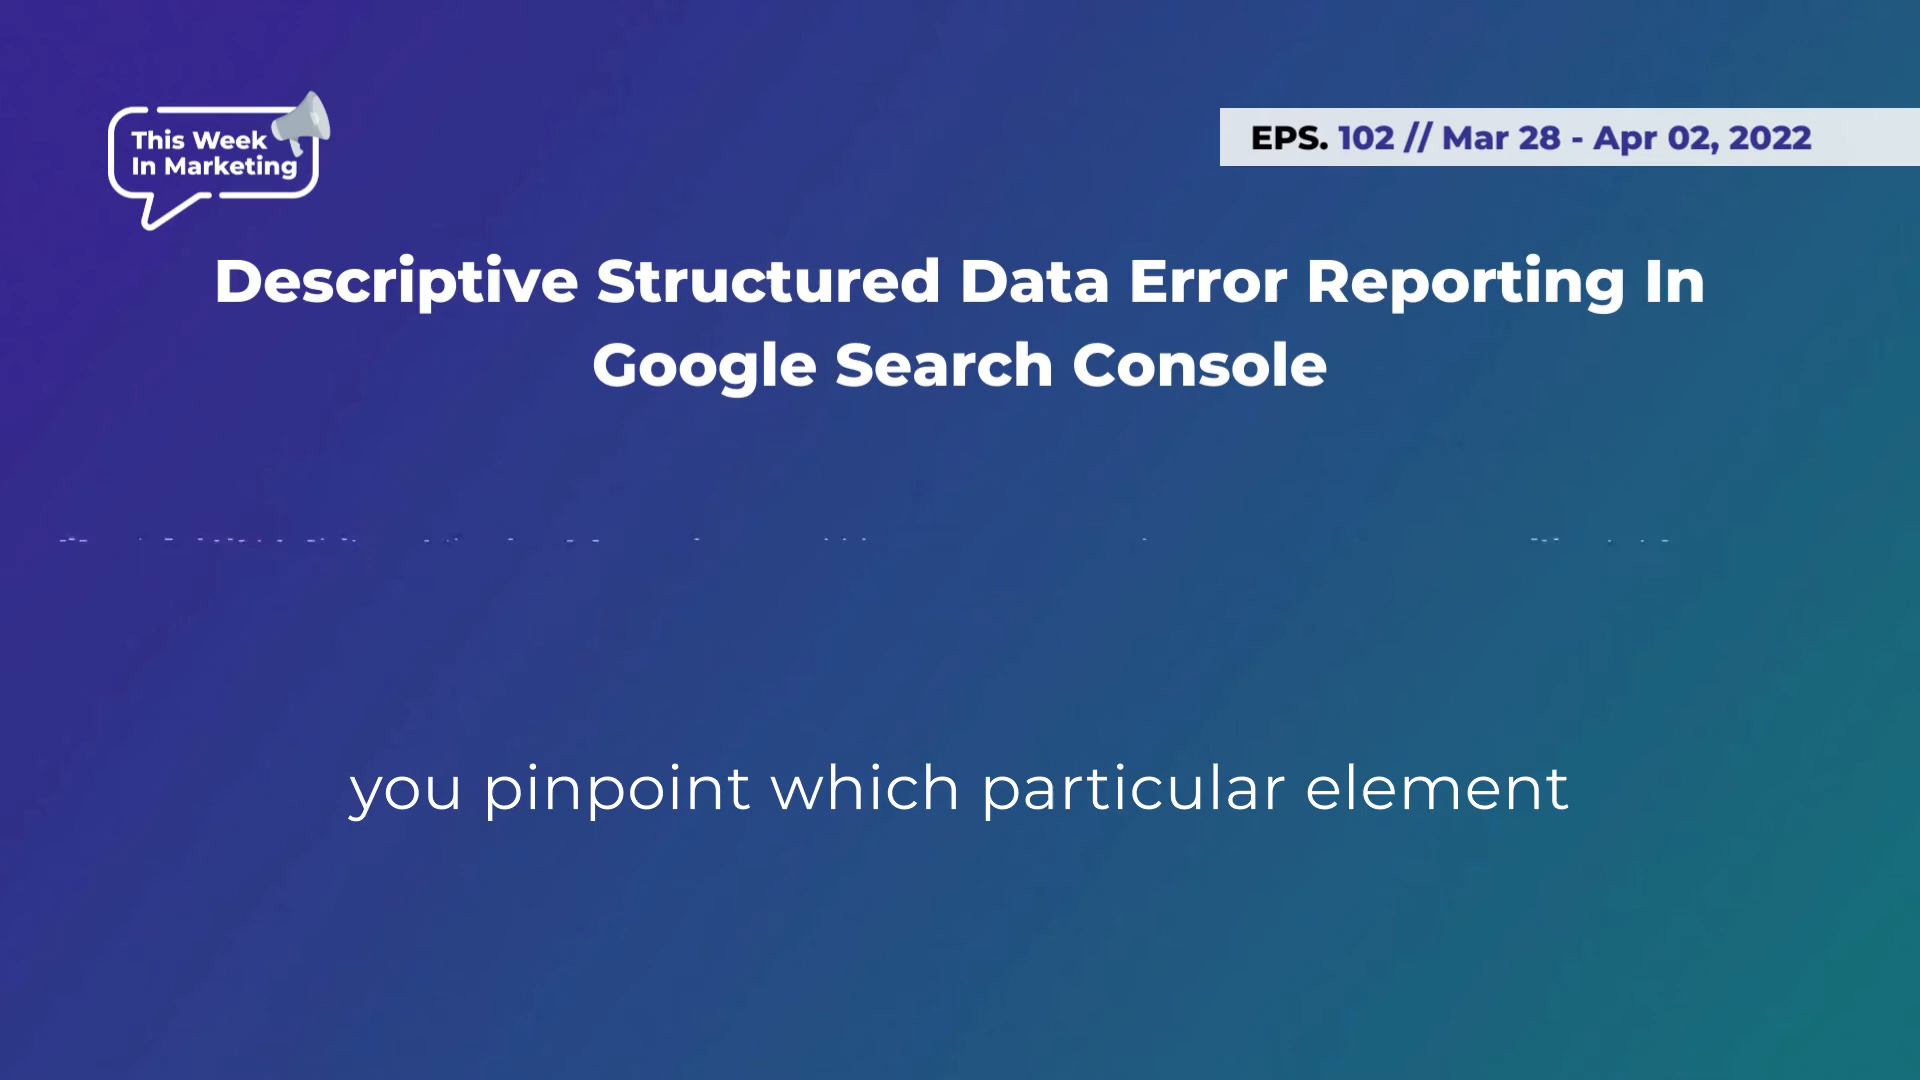 This Week
In Marketing
EPS. 102 // Mar 28 - Apr 02, 2022
Descriptive Structured Data Error Reporting In
Google Search Console
you pinpoint which particular element